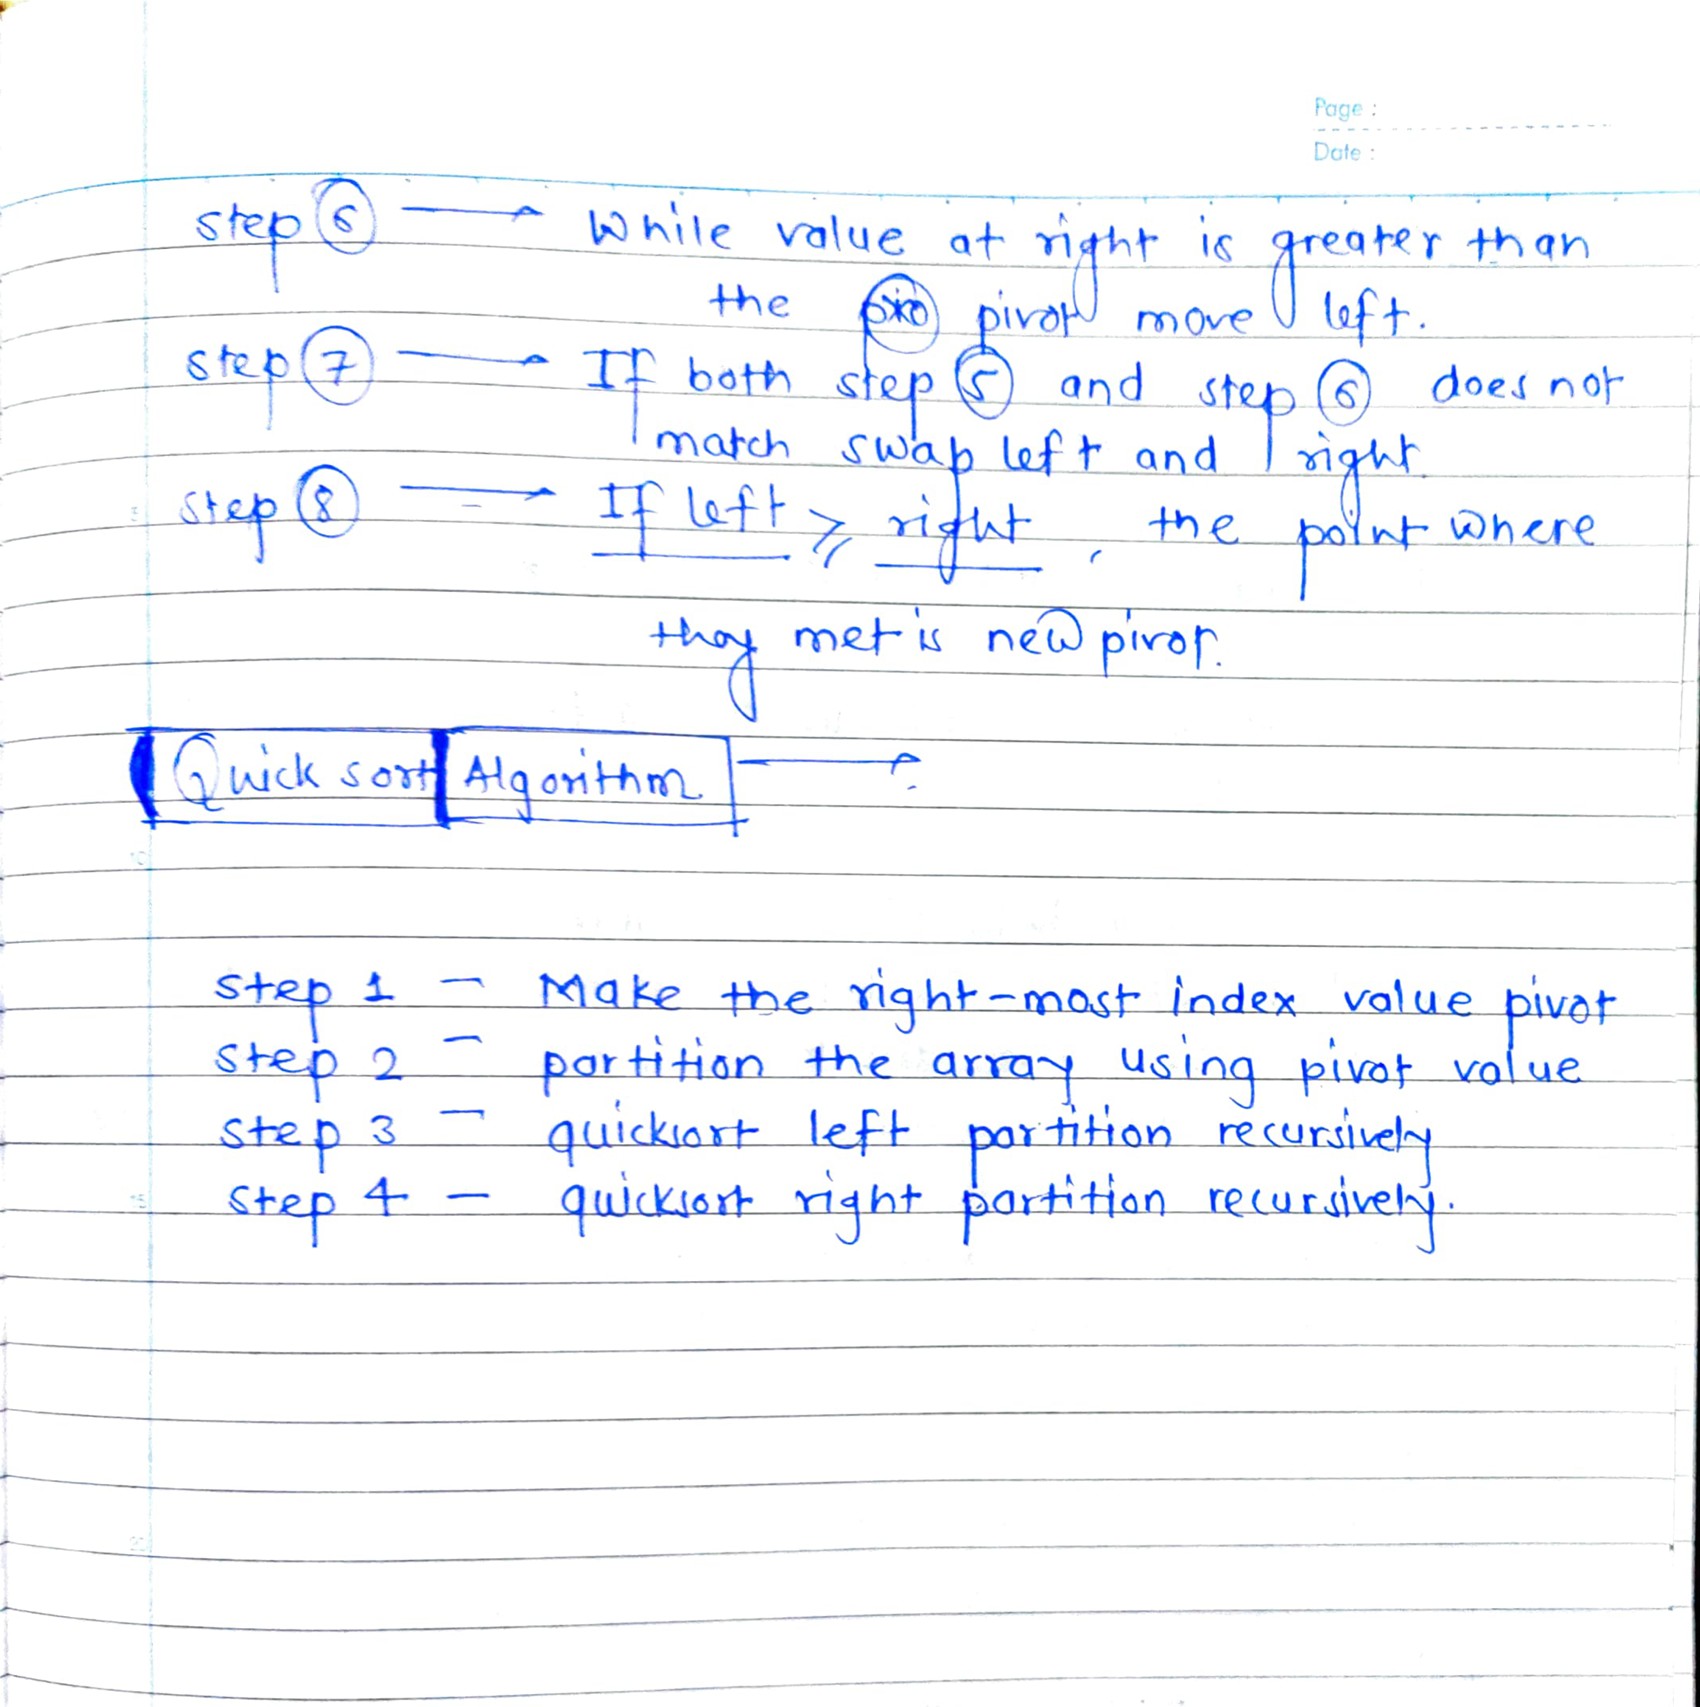 Page :
Date :
step 6 → While value at right is greater than
the pivot move left.
step 7 → If both step 5 and step 6 does not
match swap left and right.
step 8 → If left ⩾ right, the point where
they met is new pivot.
Quick sort Algorithm →
step 1 - Make the right-most index value pivot
step 2 - partition the array using pivot value
step 3 - quicksort left partition recursively
step 4 - quicksort right partition recursively.